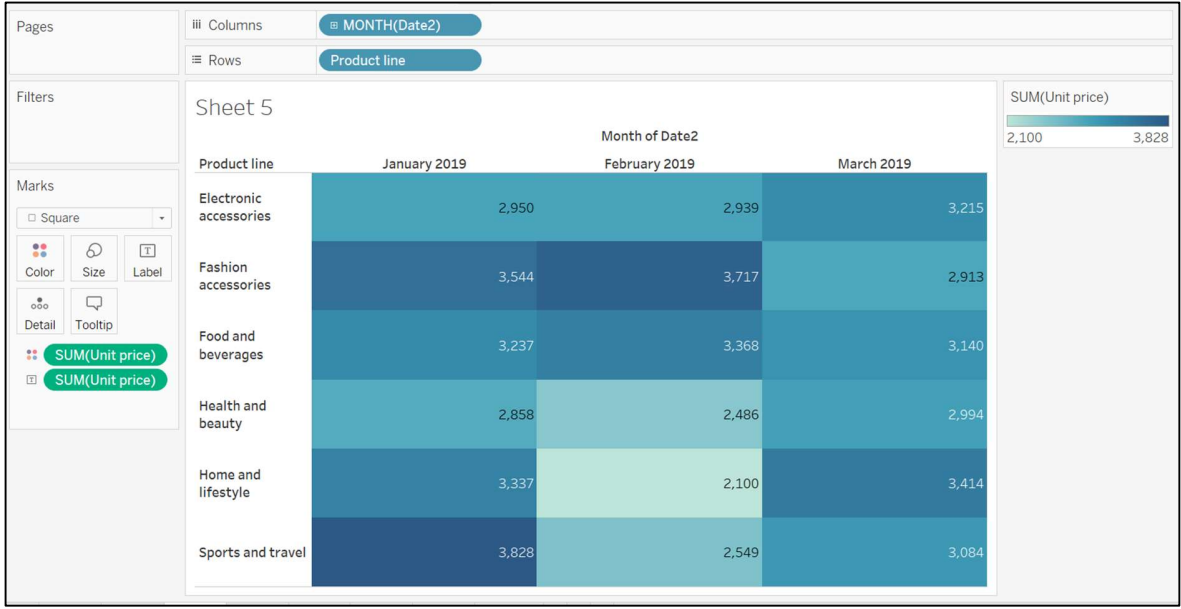 Pages
iii Columns
MONTH(Date2)
Rows
Product line
Filters
Marks
Square
Color
Size
Label
Detail
Tooltip
SUM(Unit price)
SUM(Unit price)
Sheet 5
Month of Date2
Product line January 2019 February 2019 March 2019
Electronic
accessories
2,950 2,939 3,215
Fashion
accessories
3,544 3,717 2,913
Food and
beverages
3,237 3,368 3,140
Health and
beauty
2,858 2,486 2,994
Home and
lifestyle
3,337 2,100 3,414
Sports and travel 3,828 2,549 3,084
SUM(Unit price)
2,100 3,828